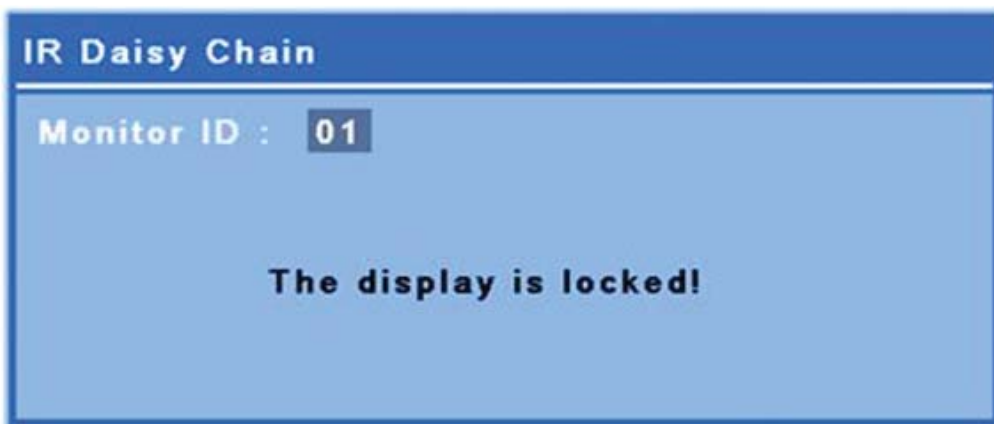 IR Daisy Chain
Monitor ID : 01
The display is locked!